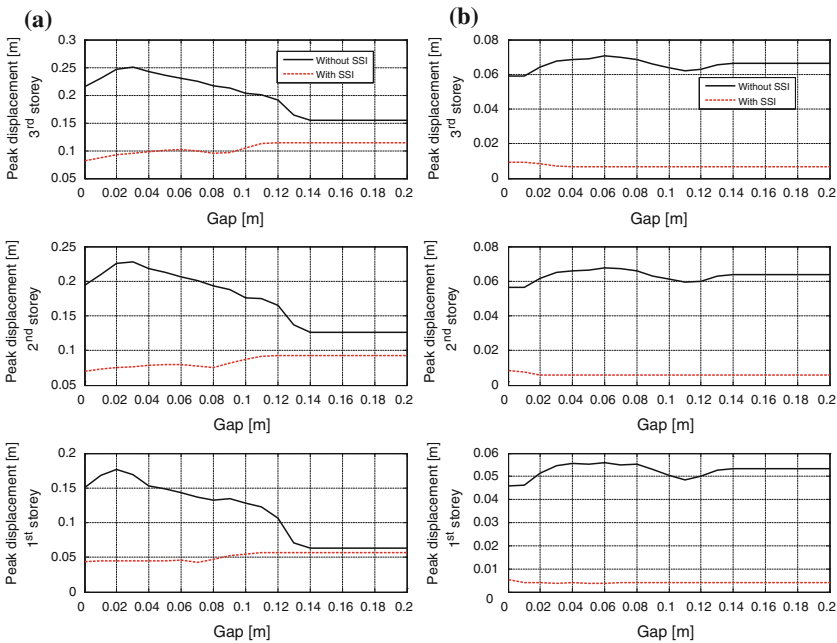 (a)
Peak displacement [m]
3rd storey
0.3
0.25
0.2
0.15
0.1
0.05
Without SSI
With SSI
0 0.02 0.04 0.06 0.08 0.1 0.12 0.14 0.16 0.18 0.2
Gap [m]
Peak displacement [m]
2nd storey
0.25
0.2
0.15
0.1
0.05
0 0.02 0.04 0.06 0.08 0.1 0.12 0.14 0.16 0.18 0.2
Gap [m]
Peak displacement [m]
1st storey
0.2
0.15
0.1
0.05
0
0 0.02 0.04 0.06 0.08 0.1 0.12 0.14 0.16 0.18 0.2
Gap [m]
(b)
Peak displacement [m]
3rd storey
0.08
0.06
0.04
0.02
0
Without SSI
With SSI
0 0.02 0.04 0.06 0.08 0.1 0.12 0.14 0.16 0.18 0.2
Gap [m]
Peak displacement [m]
2nd storey
0.08
0.06
0.04
0.02
0
0 0.02 0.04 0.06 0.08 0.1 0.12 0.14 0.16 0.18 0.2
Gap [m]
Peak displacement [m]
1st storey
0.06
0.05
0.04
0.03
0.02
0.01
0.00
0 0.02 0.04 0.06 0.08 0.1 0.12 0.14 0.16 0.18 0.2
Gap [m]